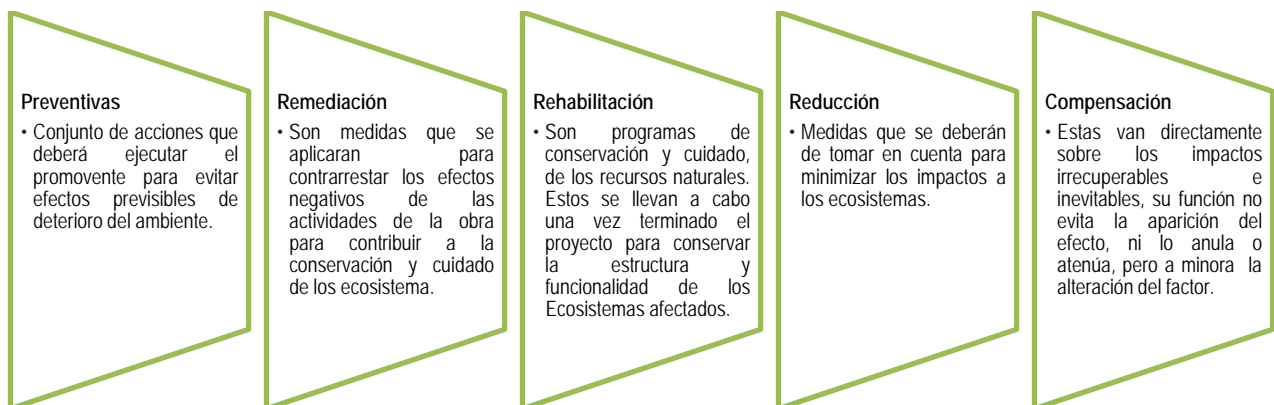 Preventivas
• Conjunto de acciones que
deberá ejecutar el
promovente para evitar
efectos previsibles de
deterioro del ambiente.
Remediación
• Son medidas que se
aplicaran para
contrarrestar los efectos
negativos de las
actividades de la obra
para contribuir a la
conservación y cuidado
de los ecosistema.
Rehabilitación
• Son programas de
conservación y cuidado,
de los recursos naturales.
Estos se llevan a cabo
una vez terminado el
proyecto para conservar
la estructura y
funcionalidad de los
Ecosistemas afectados.
Reducción
• Medidas que se deberán
de tomar en cuenta para
minimizar los impactos a
los ecosistemas.
Compensación
• Estas van directamente
sobre los impactos
irrecuperables e
inevitables, su función no
evita la aparición del
efecto, ni lo anula o
atenúa, pero a minora la
alteración del factor.